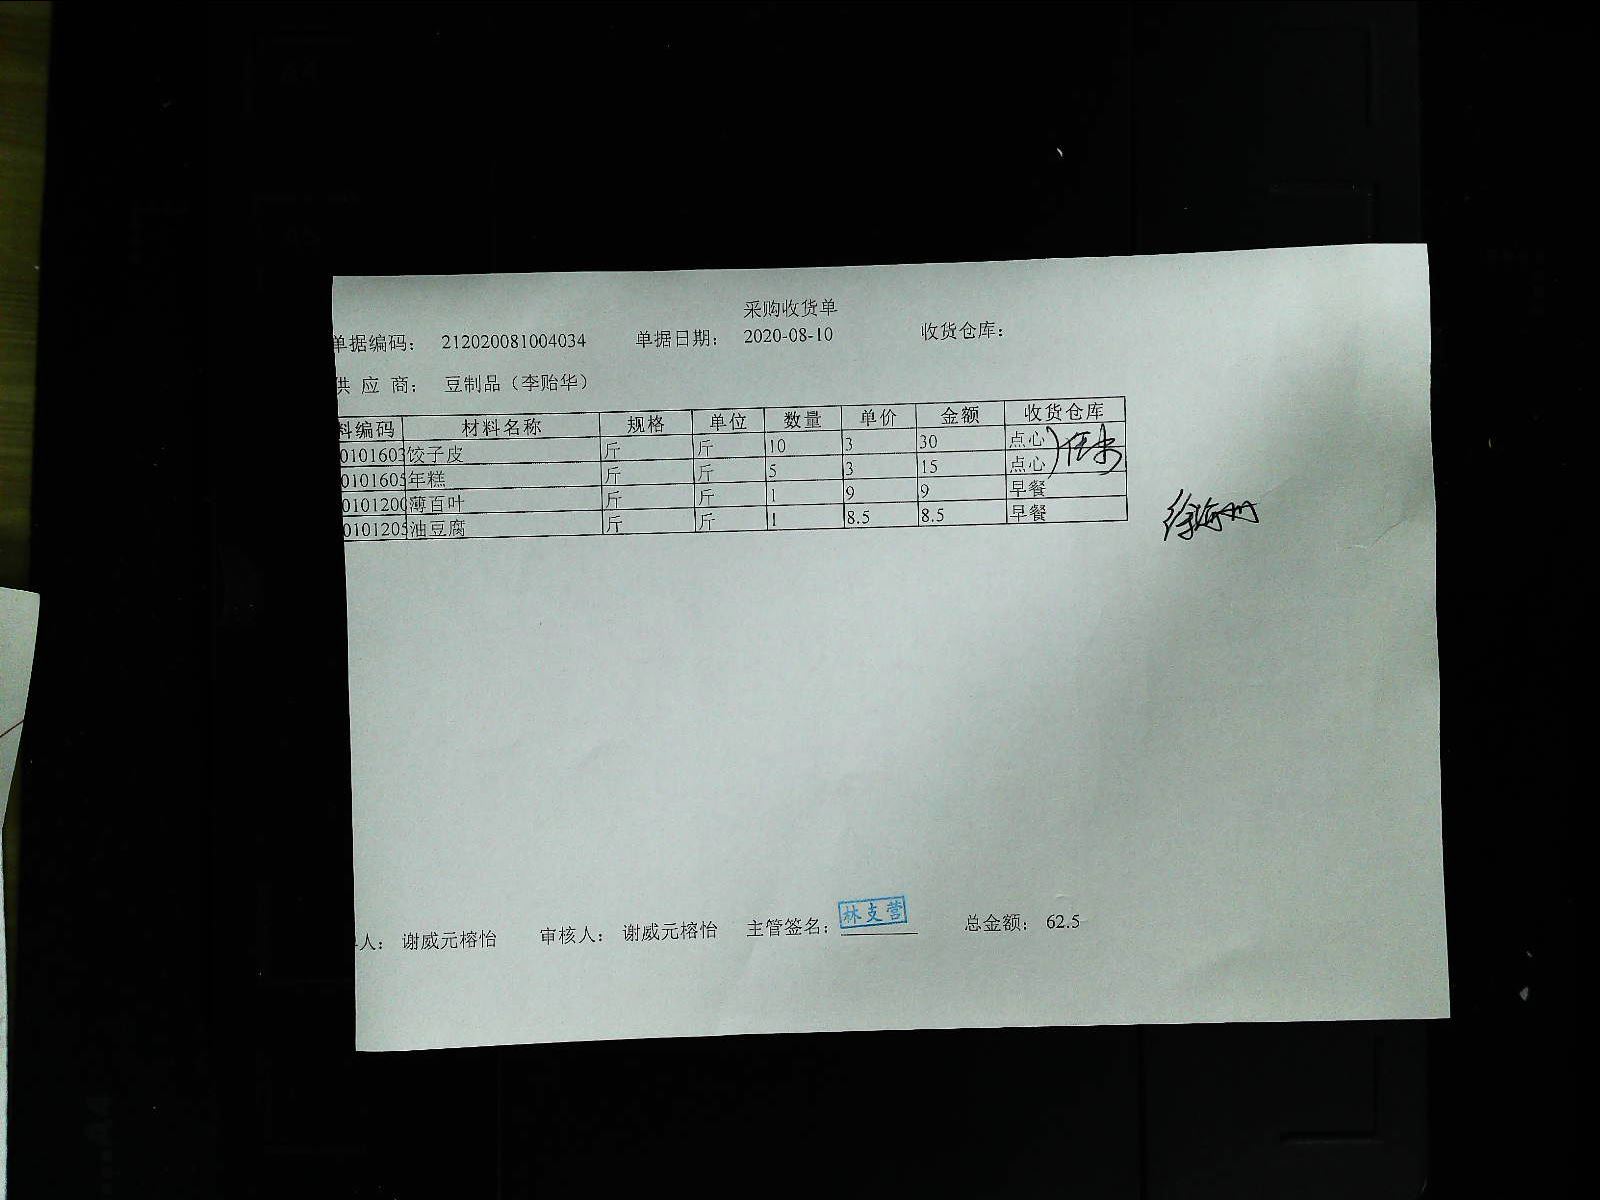 采购收货单
单据编码： 212020081004034 单据日期： 2020-08-10 收货仓库：
供 应 商： 豆制品（李贻华）
料编码 材料名称 规格 单位 数量 单价 金额 收货仓库
0101603 饺子皮 斤 斤 10 3 30 点心
0101605 年糕 斤 斤 5 3 15 点心
0101200 薄百叶 斤 斤 1 9 9 早餐
0101205 油豆腐 斤 斤 1 8.5 8.5 早餐
人： 谢威元榕怡 审核人： 谢威元榕怡 主管签名： 林支营 总金额： 62.5